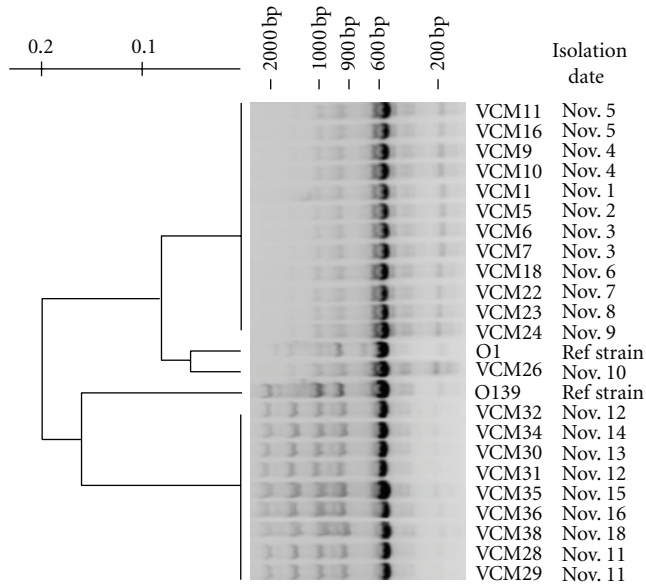 0.2 0.1
– 2000 bp
– 1000 bp
– 900 bp
– 600 bp
– 200 bp
Isolation
date
VCM11 Nov. 5
VCM16 Nov. 5
VCM9 Nov. 4
VCM10 Nov. 4
VCM1 Nov. 1
VCM5 Nov. 2
VCM6 Nov. 3
VCM7 Nov. 3
VCM18 Nov. 6
VCM22 Nov. 7
VCM23 Nov. 8
VCM24 Nov. 9
O1 Ref strain
VCM26 Nov. 10
O139 Ref strain
VCM32 Nov. 12
VCM34 Nov. 14
VCM30 Nov. 13
VCM31 Nov. 12
VCM35 Nov. 15
VCM36 Nov. 16
VCM38 Nov. 18
VCM28 Nov. 11
VCM29 Nov. 11